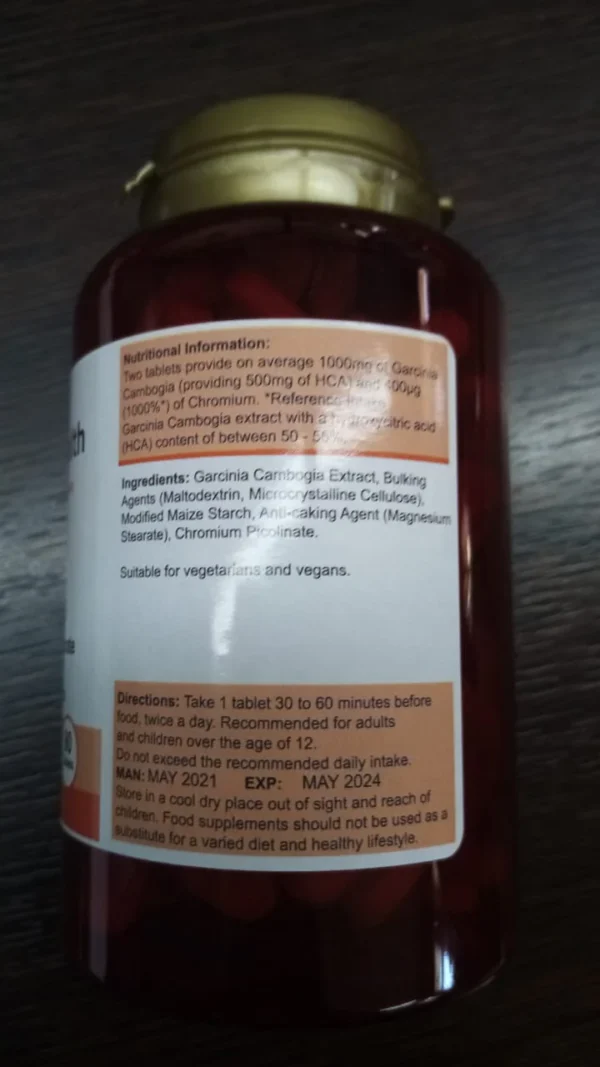 Nutritional Information:
Two tablets provide on average 1000mg of Garcinia
Cambogia (providing 500mg of HCA) and 400µg
(1000%*) of Chromium. *Reference Intake
Garcinia Cambogia extract with a hydroxycitric acid
(HCA) content of between 50 - 55%.
Ingredients: Garcinia Cambogia Extract, Bulking
Agents (Maltodextrin, Microcrystalline Cellulose),
Modified Maize Starch, Anti-caking Agent (Magnesium
Stearate), Chromium Picolinate.
Suitable for vegetarians and vegans.
Directions: Take 1 tablet 30 to 60 minutes before
food, twice a day. Recommended for adults
and children over the age of 12.
Do not exceed the recommended daily intake.
MAN: MAY 2021 EXP: MAY 2024
Store in a cool dry place out of sight and reach of
children. Food supplements should not be used as a
substitute for a varied diet and healthy lifestyle.